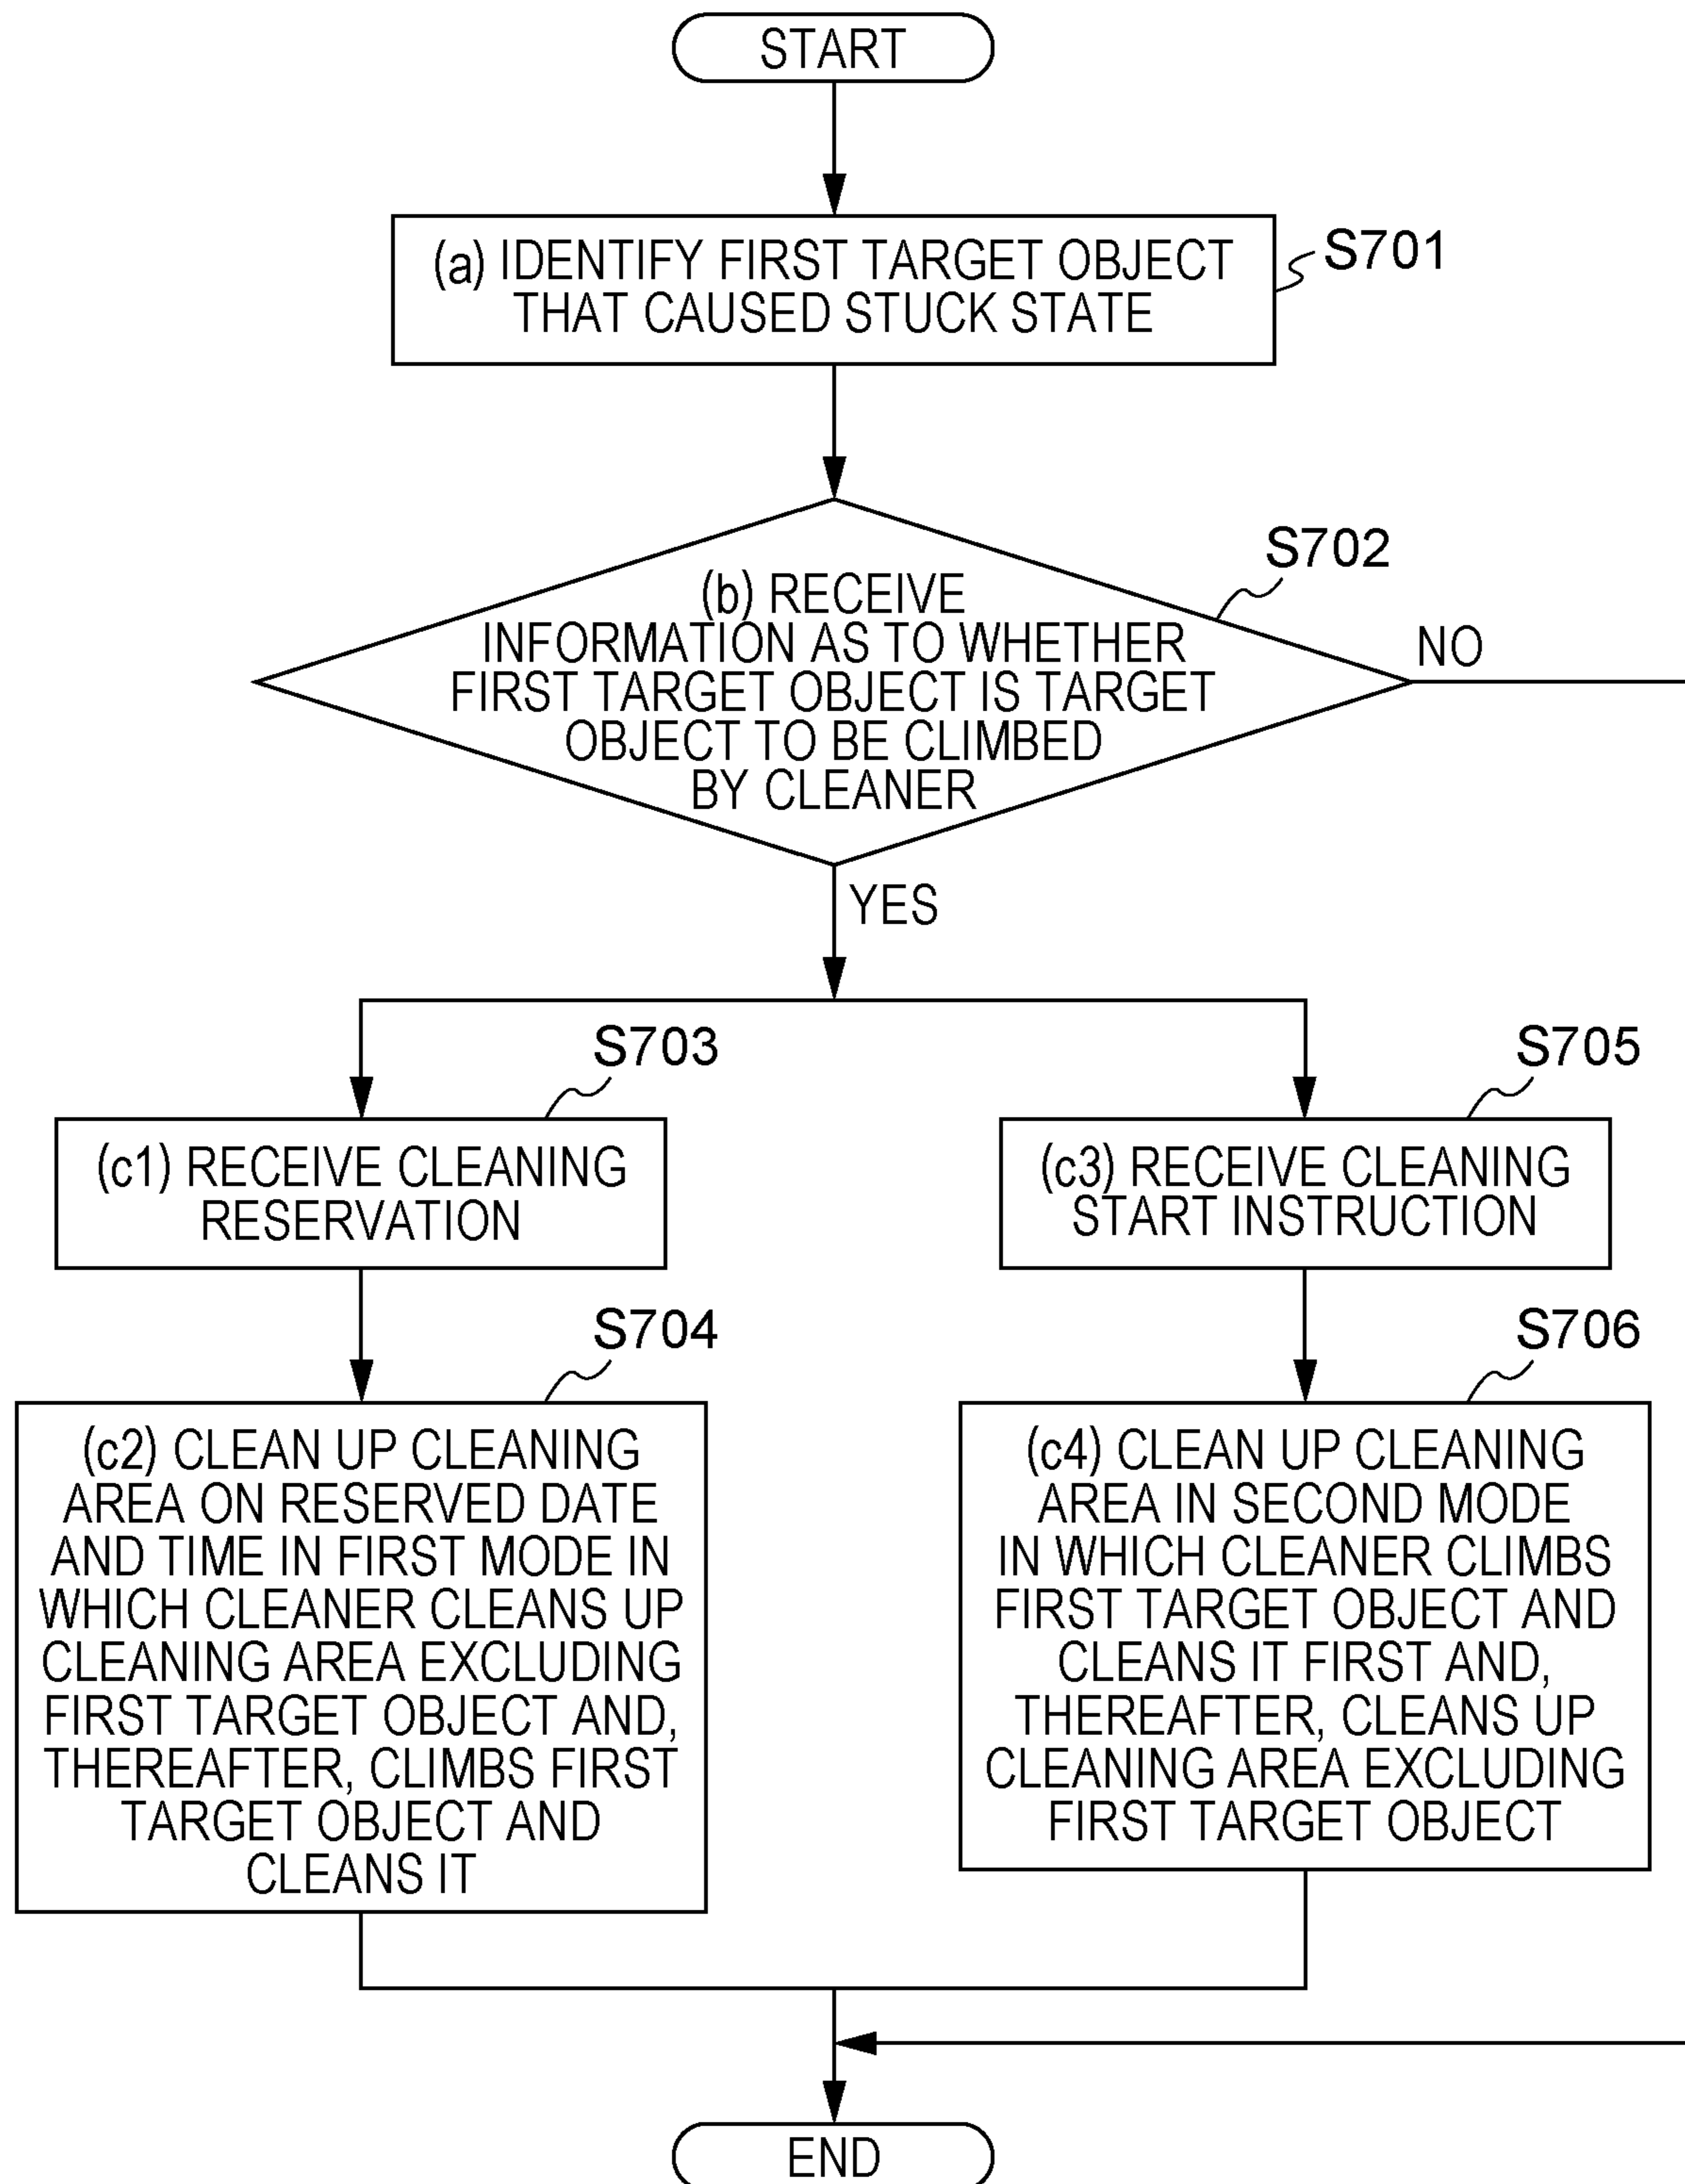 START
(a) IDENTIFY FIRST TARGET OBJECT
THAT CAUSED STUCK STATE
S701
S702
(b) RECEIVE
INFORMATION AS TO WHETHER
FIRST TARGET OBJECT IS TARGET
OBJECT TO BE CLIMBED
BY CLEANER
NO
YES
S703
(c1) RECEIVE CLEANING
RESERVATION
S705
(c3) RECEIVE CLEANING
START INSTRUCTION
S704
(c2) CLEAN UP CLEANING
AREA ON RESERVED DATE
AND TIME IN FIRST MODE IN
WHICH CLEANER CLEANS UP
CLEANING AREA EXCLUDING
FIRST TARGET OBJECT AND,
THEREAFTER, CLIMBS FIRST
TARGET OBJECT AND
CLEANS IT
S706
(c4) CLEAN UP CLEANING
AREA IN SECOND MODE
IN WHICH CLEANER CLIMBS
FIRST TARGET OBJECT AND
CLEANS IT FIRST AND,
THEREAFTER, CLEANS UP
CLEANING AREA EXCLUDING
FIRST TARGET OBJECT
END